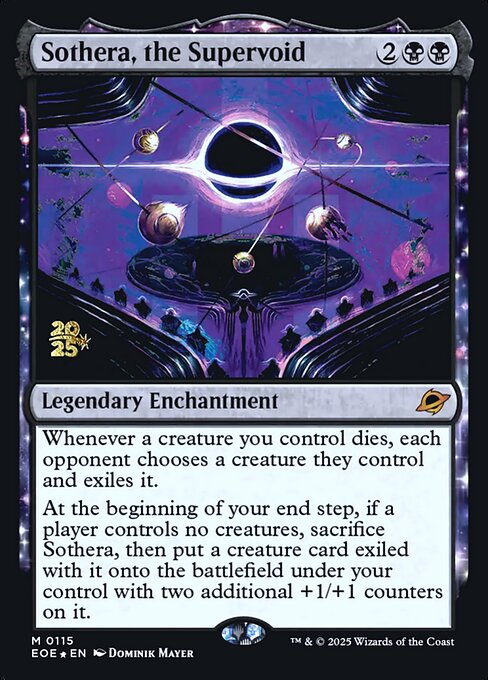 Sothera, the Supervoid 2
20
25
Legendary Enchantment
Whenever a creature you control dies, each
opponent chooses a creature they control
and exiles it.
At the beginning of your end step, if a
player controls no creatures, sacrifice
Sothera, then put a creature card exiled
with it onto the battlefield under your
control with two additional +1/+1 counters
on it.
M 0115
EOE★EN DOMINIK MAYER
™ & © 2025 Wizards of the Coast